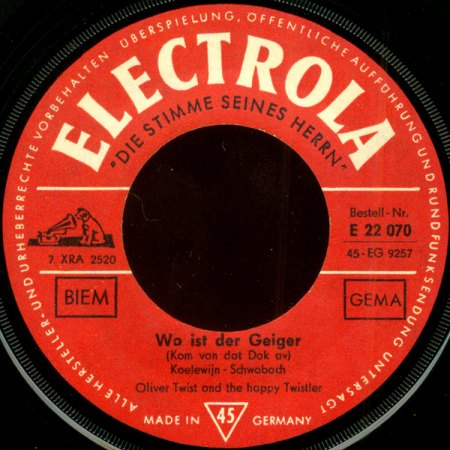 ALLE HERSTELLER-UND URHEBERRECHTE VORBEHALTEN ÜBERSPIELUNG, ÖFFENTLICHE AUFFÜHRUNG UND RUNDFUNKSENDUNG UNTERSAGT
ELECTROLA
"DIE STIMME SEINES HERRN"
7 XRA 2520
Bestell-Nr.
E 22 070
45-EG 9257
BIEM
GEMA
Wo ist der Geiger
(Kom van dat Dak av)
Koelewijn - Schwabach
Oliver Twist and the happy Twistler
MADE IN 45 GERMANY